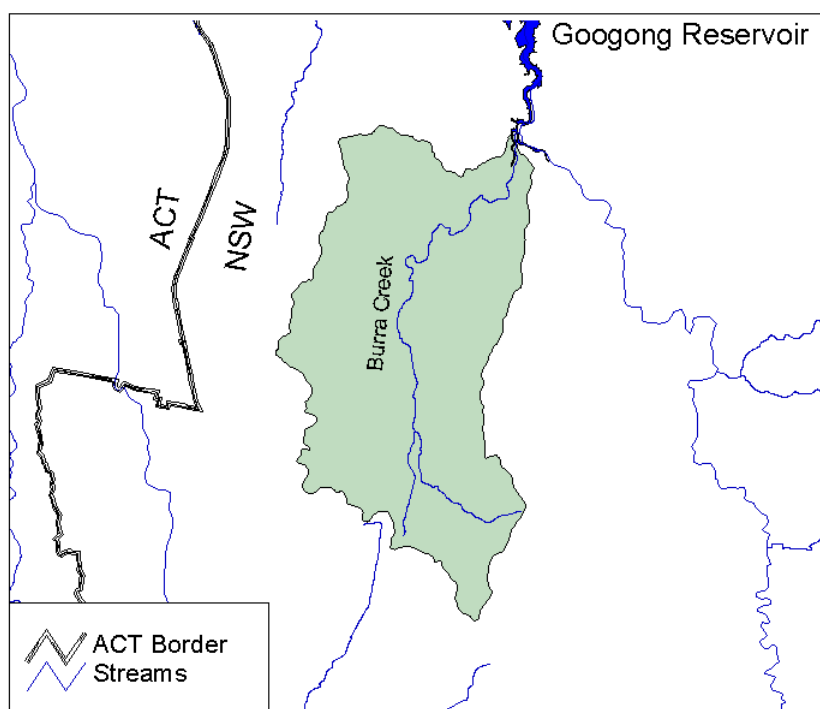 Googong Reservoir
ACT
NSW
Burra Creek
ACT Border
Streams